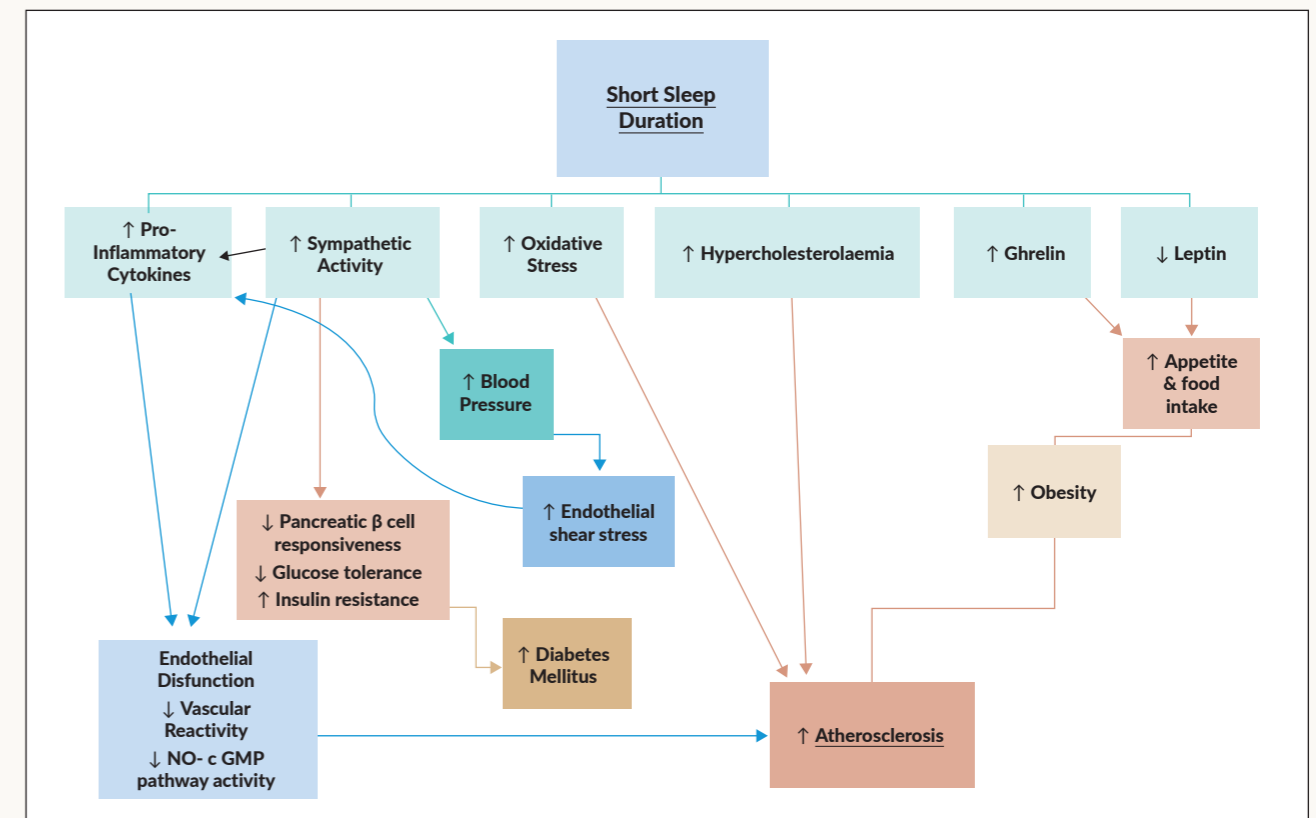 Short Sleep
Duration
↑ Pro-
Inflammatory
Cytokines
↑ Sympathetic
Activity
↑ Oxidative
Stress
↑ Hypercholesterolaemia
↑ Ghrelin
↓ Leptin
↑ Appetite
& food
intake
↑ Blood
Pressure
↑ Obesity
↑ Endothelial
shear stress
↓ Pancreatic β cell
responsiveness
↓ Glucose tolerance
↑ Insulin resistance
↑ Diabetes
Mellitus
Endothelial
Disfunction
↓ Vascular
Reactivity
↓ NO- c GMP
pathway activity
↑ Atherosclerosis